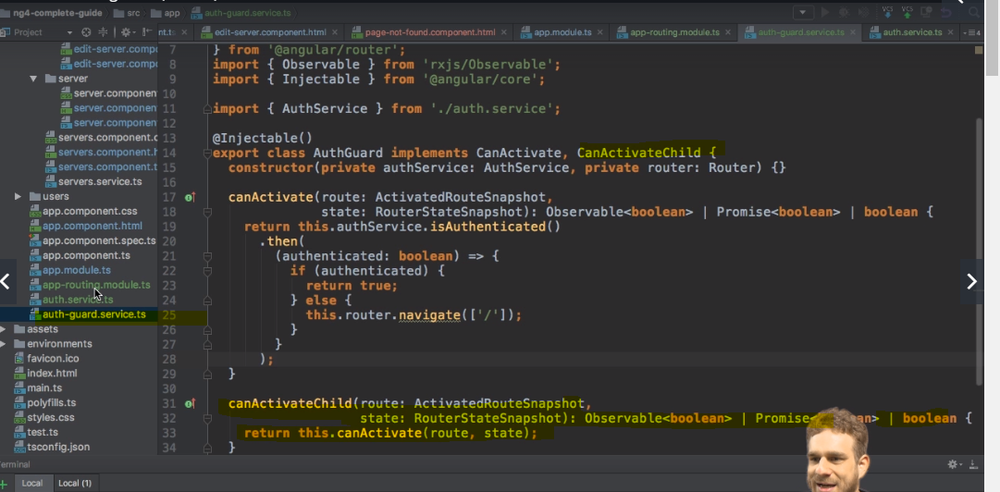 ng4-complete-guide src app auth-guard.service.ts
Project
nt.ts edit-server.component.html page-not-found.component.html app.module.ts app-routing.module.ts auth-guard.service.ts auth.service.ts
VCS VCS
edit-server.comp
edit-server.comp
server
server.componen
server.componen
server.componen
servers.component.c
servers.component.h
servers.component.t
servers.service.ts
users
app.component.css
app.component.html
app.component.spec.ts
app.component.ts
app.module.ts
app-routing.module.ts
auth.service.ts
auth-guard.service.ts
assets
environments
favicon.ico
index.html
main.ts
polyfills.ts
styles.css
test.ts
tsconfig.json
7 } from '@angular/router';
8 import { Observable } from 'rxjs/Observable';
9 import { Injectable } from '@angular/core';
10
11 import { AuthService } from './auth.service';
12
13 @Injectable()
14 export class AuthGuard implements CanActivate, CanActivateChild {
15 constructor(private authService: AuthService, private router: Router) {}
16
17 canActivate(route: ActivatedRouteSnapshot,
18 state: RouterStateSnapshot): Observable<boolean> | Promise<boolean> | boolean {
19 return this.authService.isAuthenticated()
20 .then(
21 (authenticated: boolean) => {
22 if (authenticated) {
23 return true;
24 } else {
25 this.router.navigate(['/']);
26 }
27 }
28 );
29 }
30
31 canActivateChild(route: ActivatedRouteSnapshot,
32 state: RouterStateSnapshot): Observable<boolean> | Promise< an> | boolean {
33 return this.canActivate(route, state);
34 }
erminal
Local Local (1)